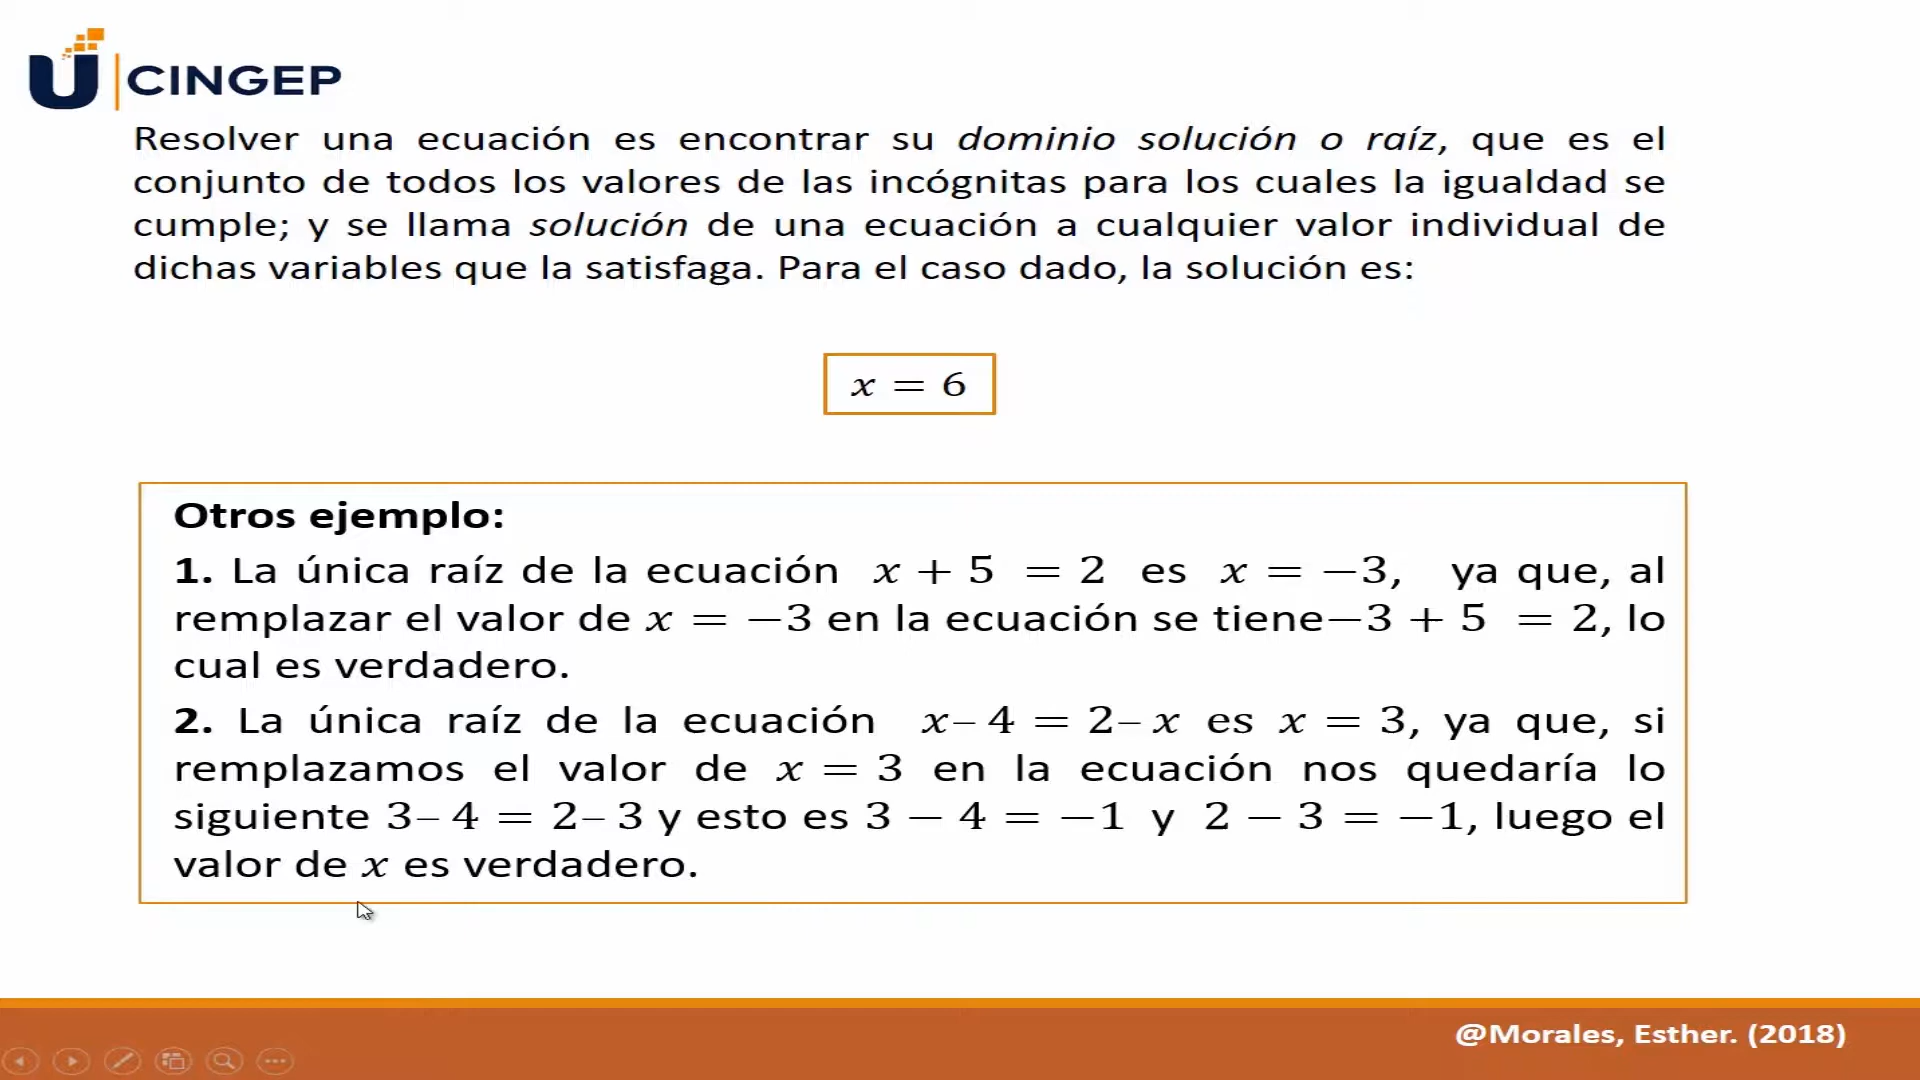 CINGEP
Resolver una ecuación es encontrar su dominio solución o raíz, que es el
conjunto de todos los valores de las incógnitas para los cuales la igualdad se
cumple; y se llama solución de una ecuación a cualquier valor individual de
dichas variables que la satisfaga. Para el caso dado, la solución es:
x = 6
Otros ejemplo:
1. La única raíz de la ecuación x + 5 = 2 es x = −3, ya que, al
remplazar el valor de x = −3 en la ecuación se tiene−3 + 5 = 2, lo
cual es verdadero.
2. La única raíz de la ecuación x– 4 = 2– x es x = 3, ya que, si
remplazamos el valor de x = 3 en la ecuación nos quedaría lo
siguiente 3– 4 = 2– 3 y esto es 3 − 4 = −1 y 2 − 3 = −1, luego el
valor de x es verdadero.
@Morales, Esther. (2018)